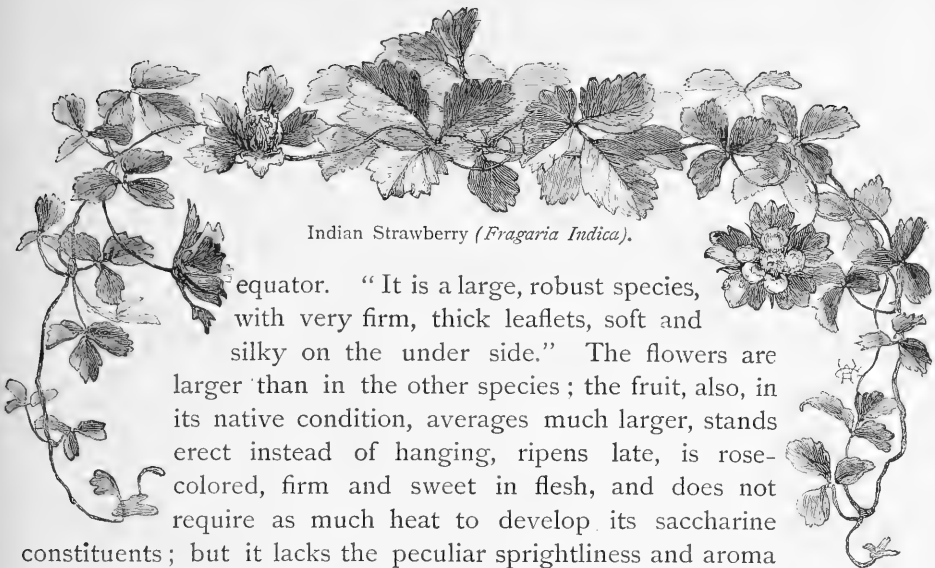 Indian Strawberry (Fragaria Indica).
equator. “It is a large, robust species,
with very firm, thick leaflets, soft and
silky on the under side.” The flowers are
larger than in the other species; the fruit, also, in
its native condition, averages much larger, stands
erect instead of hanging, ripens late, is rose-
colored, firm and sweet in flesh, and does not
require as much heat to develop its saccharine
constituents; but it lacks the peculiar sprightliness and aroma